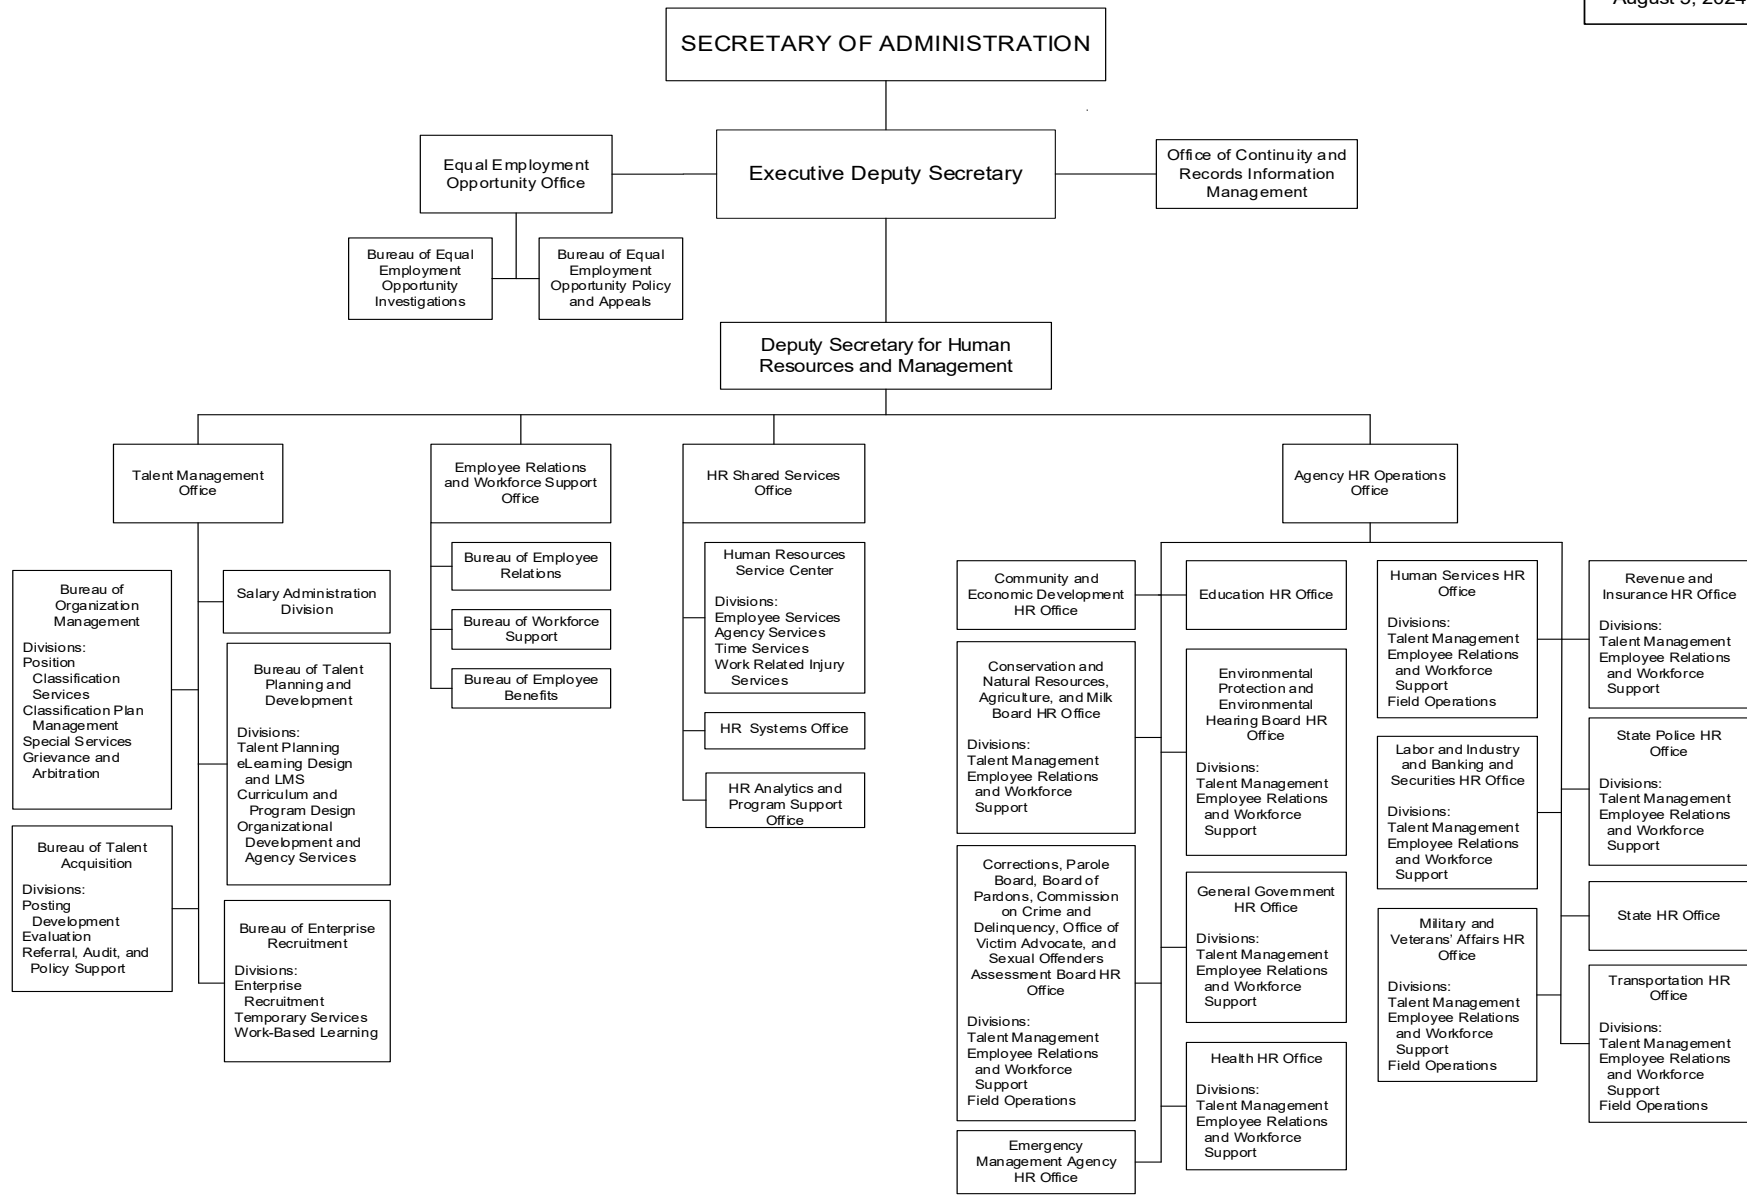 August 5, 2024
SECRETARY OF ADMINISTRATION
Equal Employment
Opportunity Office
Executive Deputy Secretary
Office of Continuity and
Records Information
Management
Bureau of Equal
Employment
Opportunity
Investigations
Bureau of Equal
Employment
Opportunity Policy
and Appeals
Deputy Secretary for Human
Resources and Management
Talent Management
Office
Employee Relations
and Workforce Support
Office
HR Shared Services
Office
Agency HR Operations
Office
Bureau of
Organization
Management
Divisions:
Position
Classification
Services
Classification Plan
Management
Special Services
Grievance and
Arbitration
Bureau of Talent
Acquisition
Divisions:
Posting
Development
Evaluation
Referral, Audit, and
Policy Support
Salary Administration
Division
Bureau of Talent
Planning and
Development
Divisions:
Talent Planning
eLearning Design
and LMS
Curriculum and
Program Design
Organizational
Development and
Agency Services
Bureau of Enterprise
Recruitment
Divisions:
Enterprise
Recruitment
Temporary Services
Work-Based Learning
Bureau of Employee
Relations
Bureau of Workforce
Support
Bureau of Employee
Benefits
Human Resources
Service Center
Divisions:
Employee Services
Agency Services
Time Services
Work Related Injury
Services
HR Systems Office
HR Analytics and
Program Support
Office
Community and
Economic Development
HR Office
Conservation and
Natural Resources,
Agriculture, and Milk
Board HR Office
Divisions:
Talent Management
Employee Relations
and Workforce
Support
Corrections, Parole
Board, Board of
Pardons, Commission
on Crime and
Delinquency, Office of
Victim Advocate, and
Sexual Offenders
Assessment Board HR
Office
Divisions:
Talent Management
Employee Relations
and Workforce
Support
Field Operations
Emergency
Management Agency
HR Office
Education HR Office
Environmental
Protection and
Environmental
Hearing Board HR
Office
Divisions:
Talent Management
Employee Relations
and Workforce
Support
General Government
HR Office
Divisions:
Talent Management
Employee Relations
and Workforce
Support
Health HR Office
Divisions:
Talent Management
Employee Relations
and Workforce
Support
Human Services HR
Office
Divisions:
Talent Management
Employee Relations
and Workforce
Support
Field Operations
Labor and Industry
and Banking and
Securities HR Office
Divisions:
Talent Management
Employee Relations
and Workforce
Support
Military and
Veterans’ Affairs HR
Office
Divisions:
Talent Management
Employee Relations
and Workforce
Support
Field Operations
Revenue and
Insurance HR Office
Divisions:
Talent Management
Employee Relations
and Workforce
Support
State Police HR
Office
Divisions:
Talent Management
Employee Relations
and Workforce
Support
State HR Office
Transportation HR
Office
Divisions:
Talent Management
Employee Relations
and Workforce
Support
Field Operations